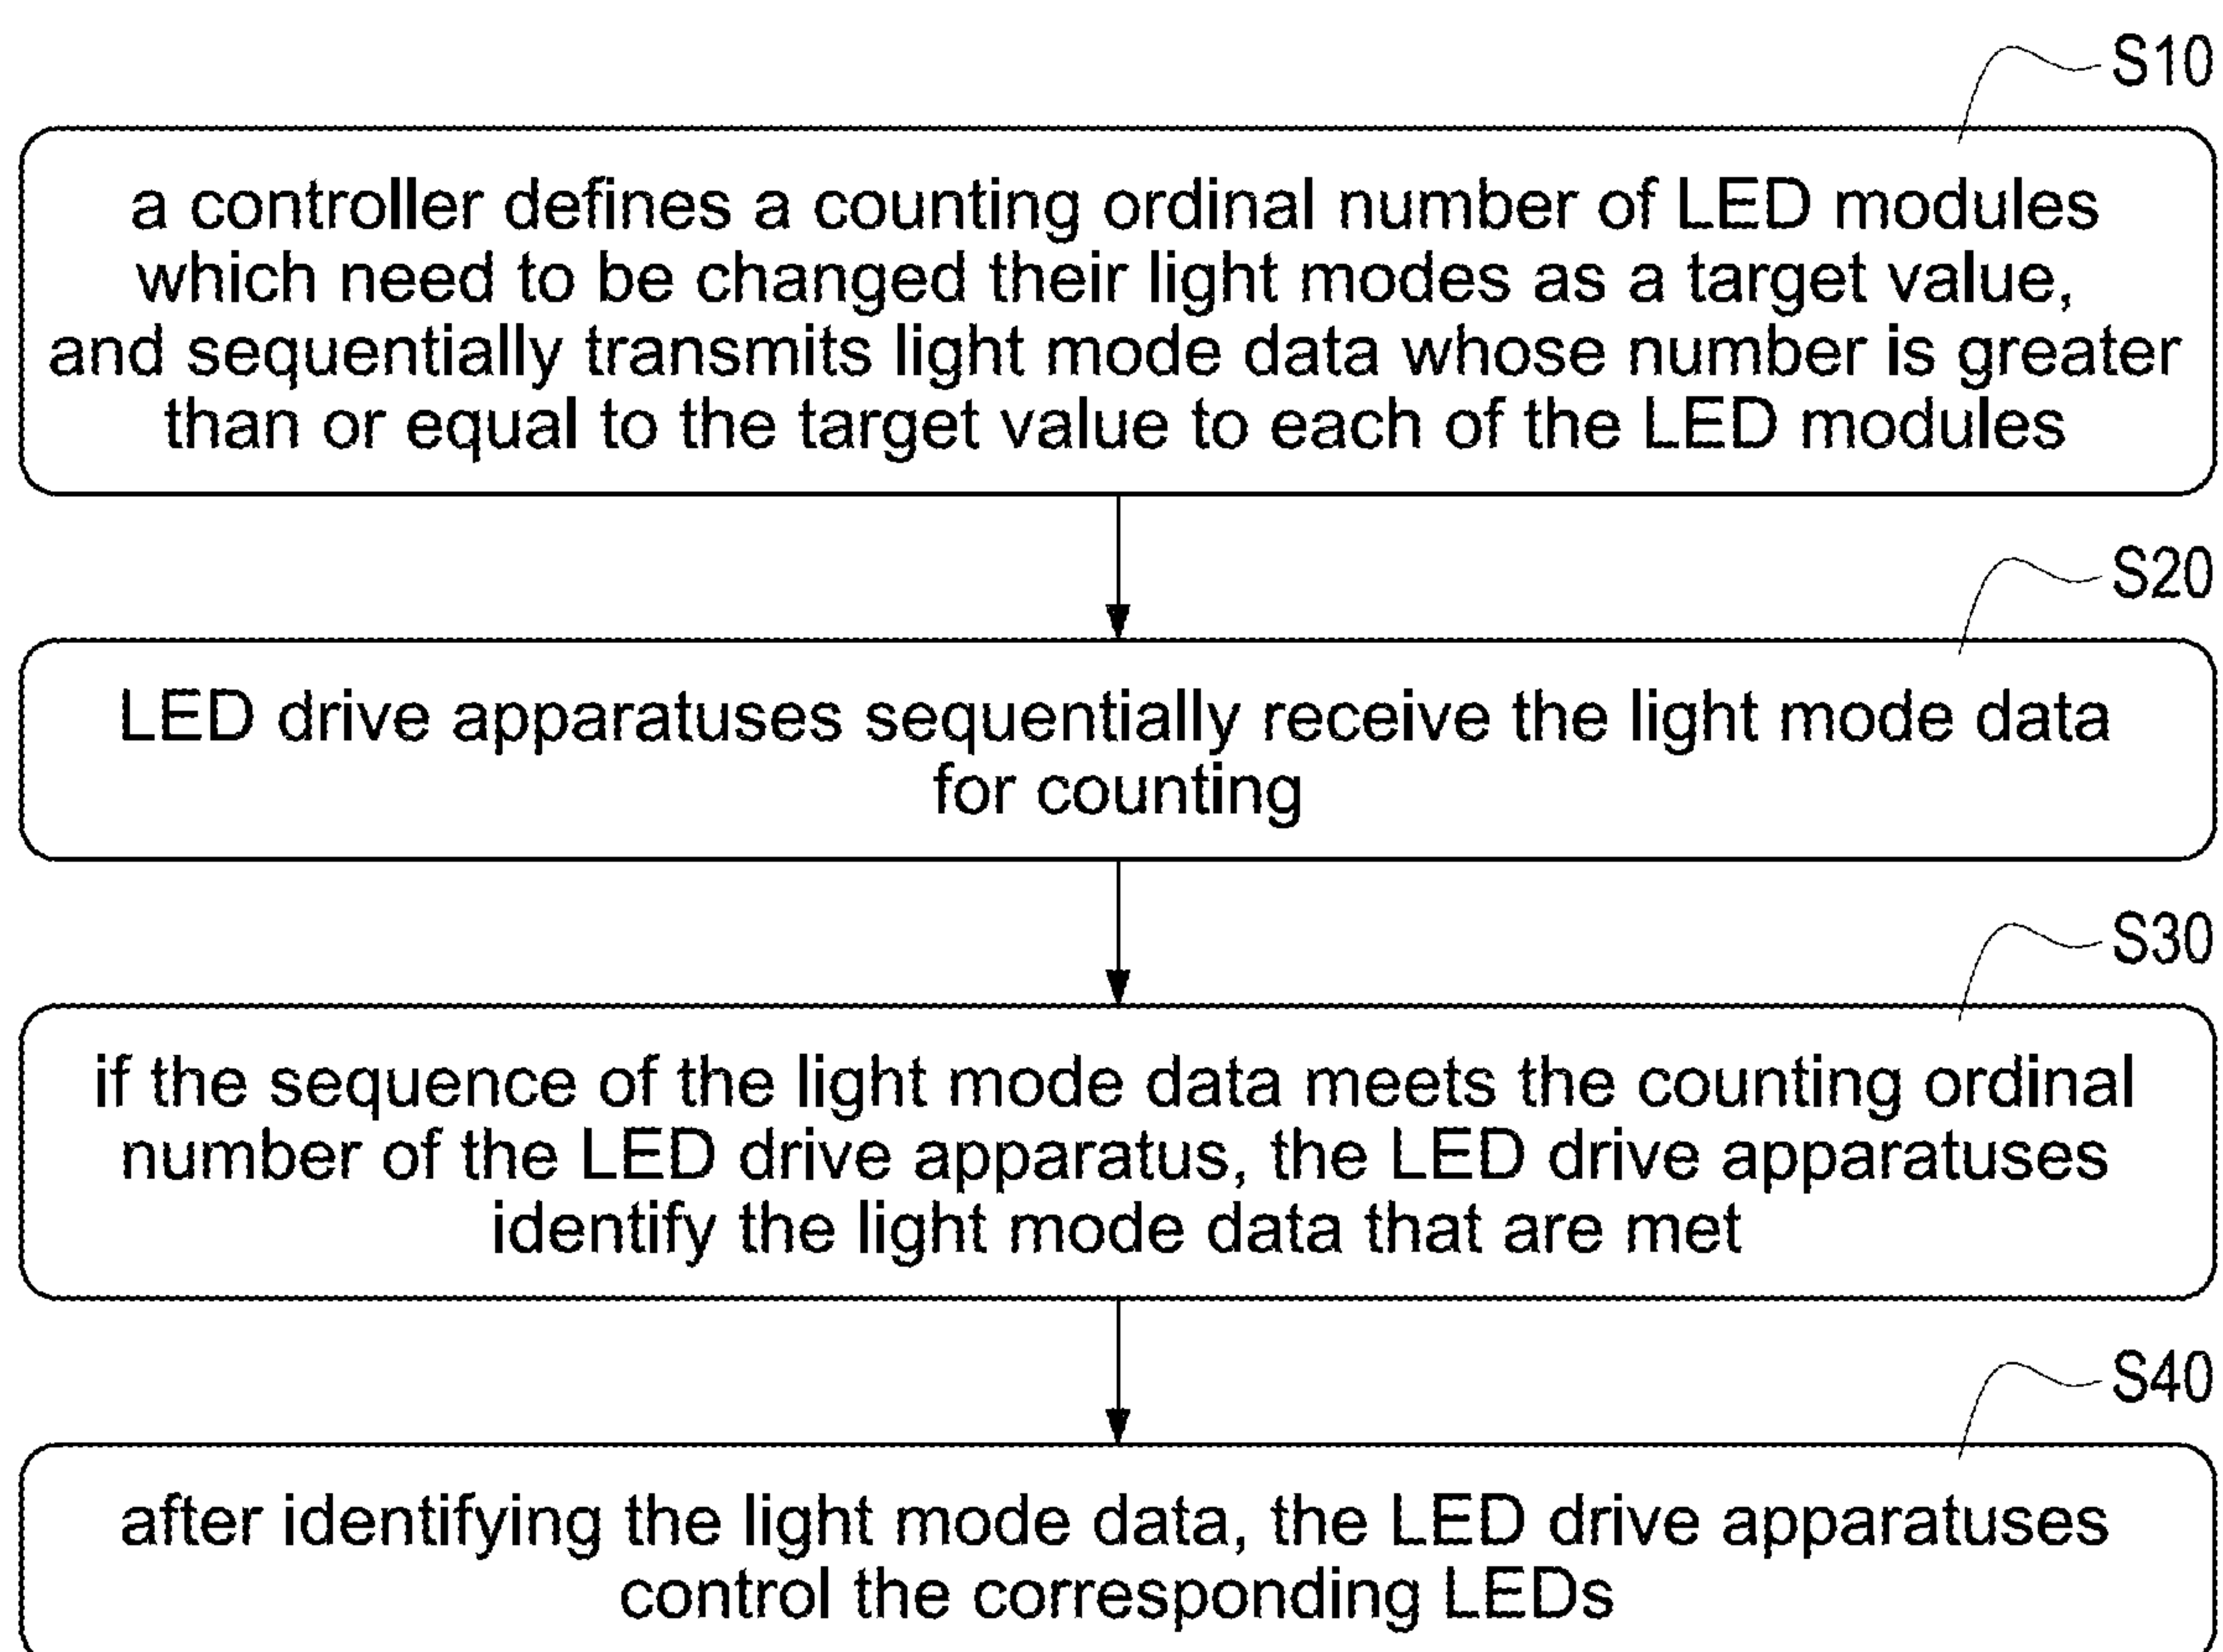 S10
a controller defines a counting ordinal number of LED modules
which need to be changed their light modes as a target value,
and sequentially transmits light mode data whose number is greater
than or equal to the target value to each of the LED modules
S20
LED drive apparatuses sequentially receive the light mode data
for counting
S30
if the sequence of the light mode data meets the counting ordinal
number of the LED drive apparatus, the LED drive apparatuses
identify the light mode data that are met
S40
after identifying the light mode data, the LED drive apparatuses
control the corresponding LEDs